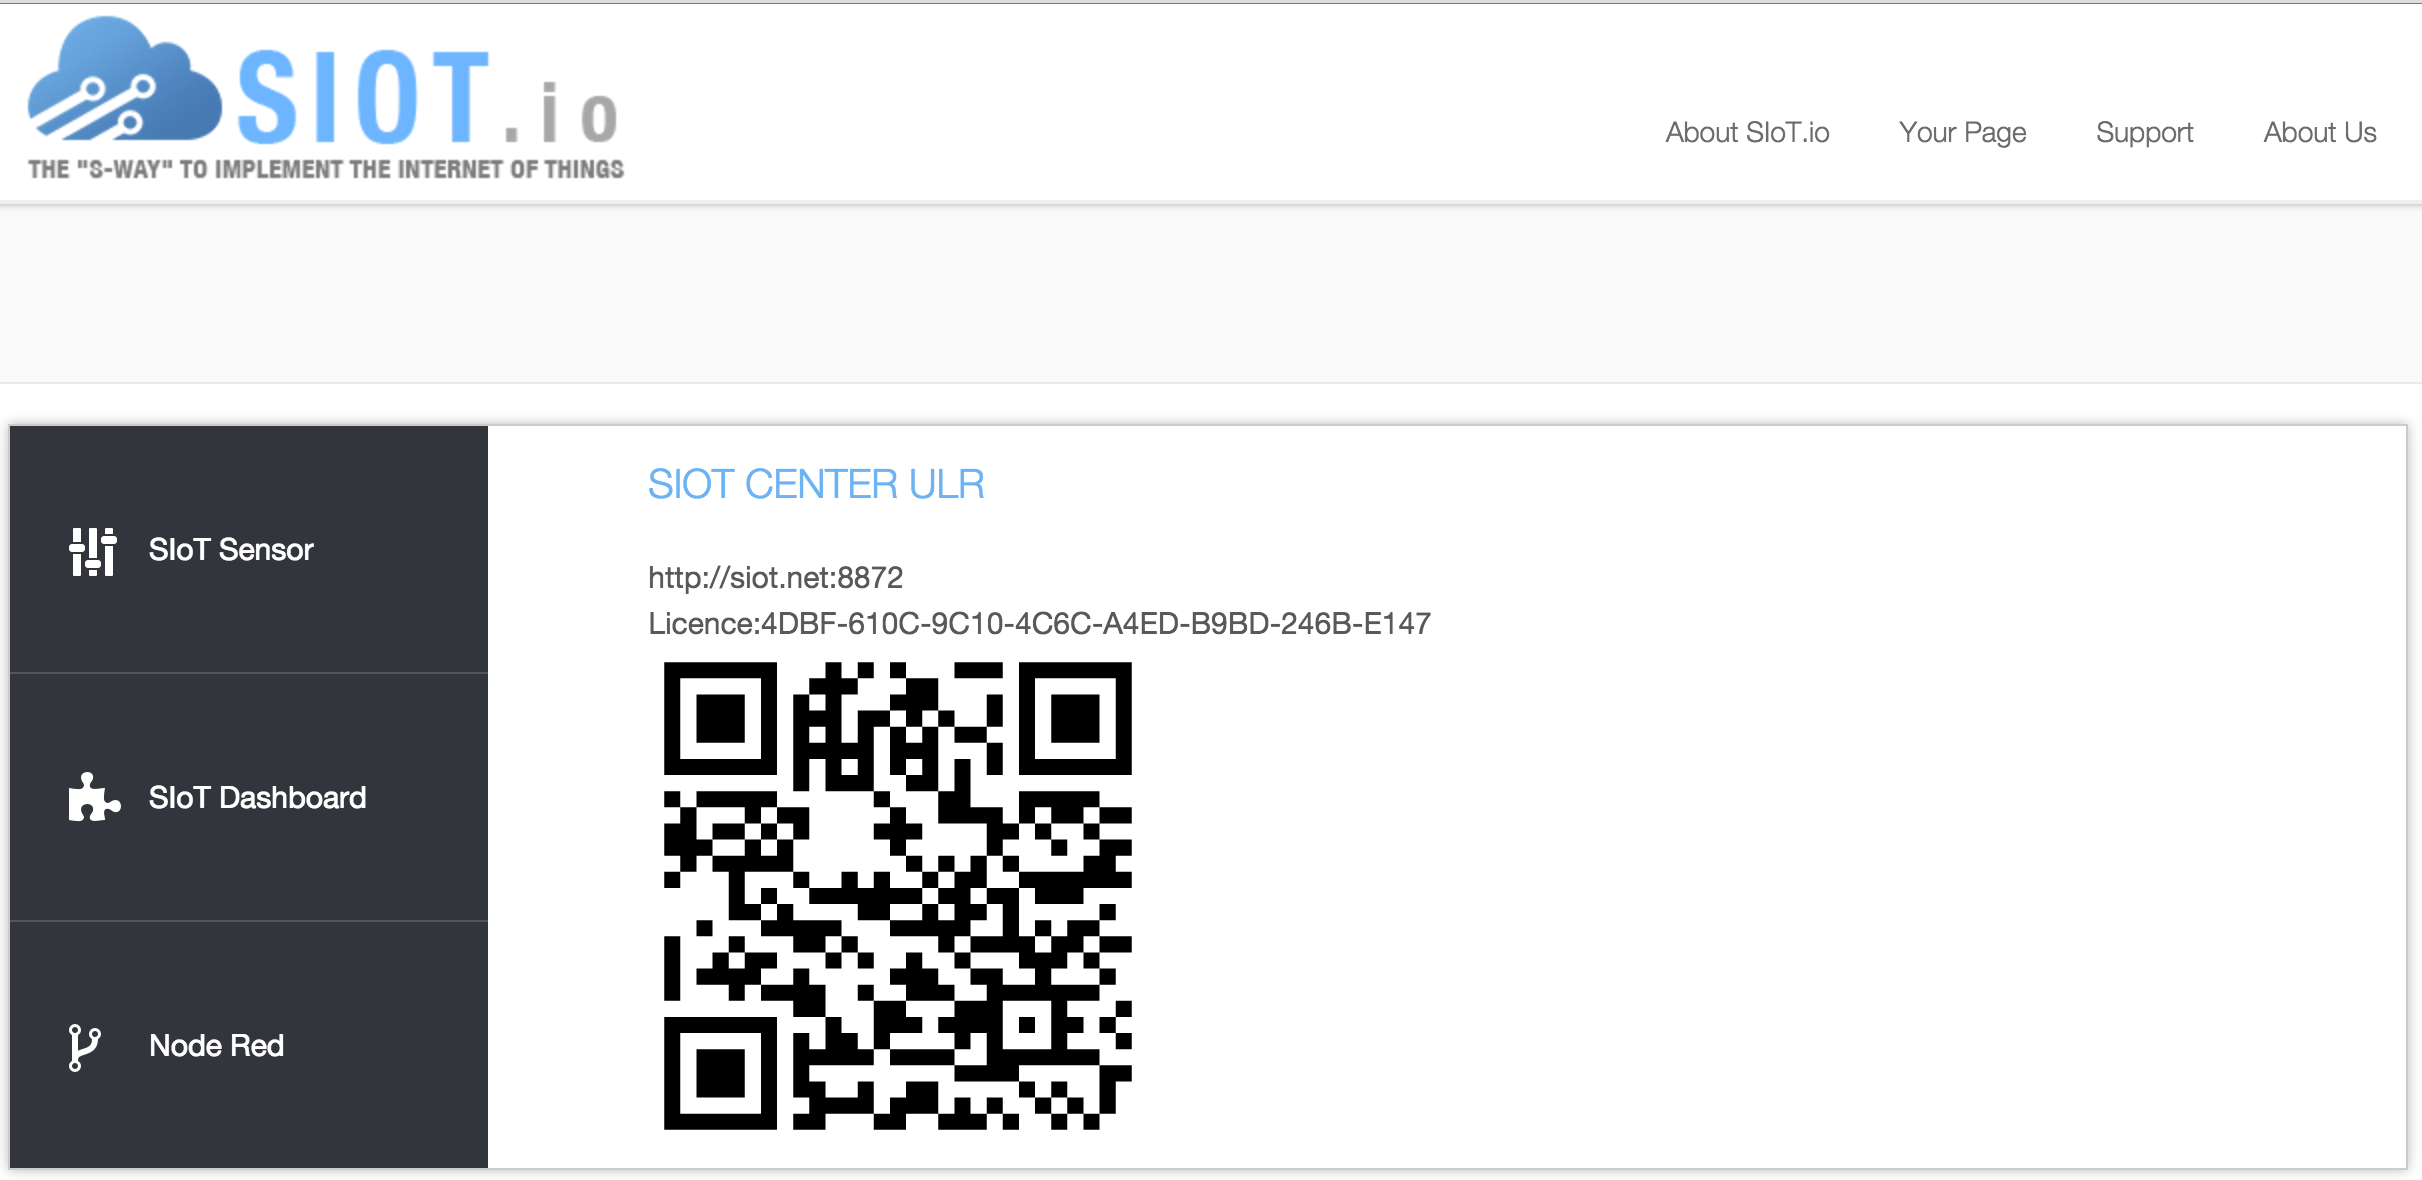 SIOT.io
THE "S-WAY" TO IMPLEMENT THE INTERNET OF THINGS
About SIoT.io
Your Page
Support
About Us
SIoT Sensor
SIoT Dashboard
Node Red
SIOT CENTER ULR
http://siot.net:8872
Licence:4DBF-610C-9C10-4C6C-A4ED-B9BD-246B-E147